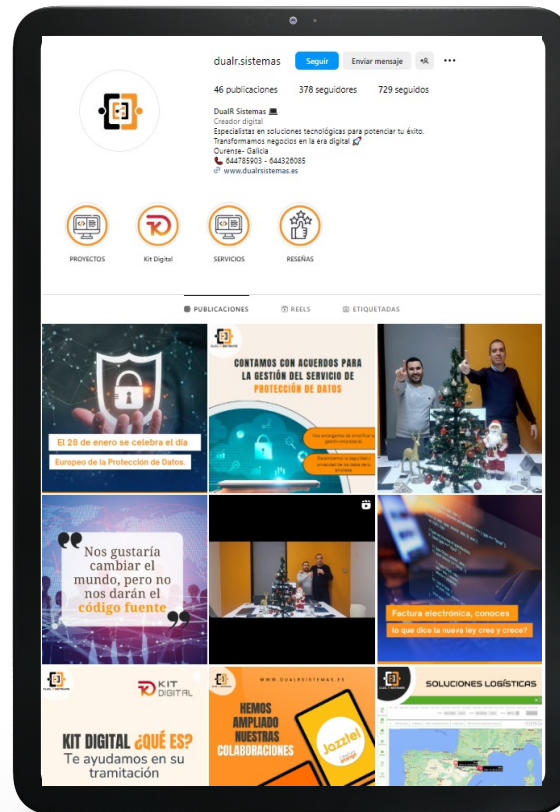 dualr.sistemas Seguir Enviar mensaje
46 publicaciones 378 seguidores 729 seguidos
DualR Sistemas
Creador digital
Especialistas en soluciones tecnológicas para potenciar tu éxito.
Transformamos negocios en la era digital
Ourense- Galicia
644785903 - 644326085
www.dualrsistemas.es
PROYECTOS Kit Digital SERVICIOS RESEÑAS
PUBLICACIONES REELS ETIQUETADAS
El 28 de enero se celebra el día
Europeo de la Protección de Datos.
CONTAMOS CON ACUERDOS PARA
LA GESTIÓN DEL SERVICIO DE
PROTECCIÓN DE DATOS
Nos gustaría
cambiar el
mundo, pero no
nos darán el
código fuente
Factura electrónica, conoces
lo que dice la nueva ley crea y crece?
KIT
DIGITAL
KIT DIGITAL ¿QUÉ ES?
Te ayudamos en su
tramitación
WWW.DUALRSISTEMAS.ES
HEMOS
AMPLIADO
NUESTRAS
COLABORACIONES
Jazztel
orange
SOLUCIONES LOGÍSTICAS